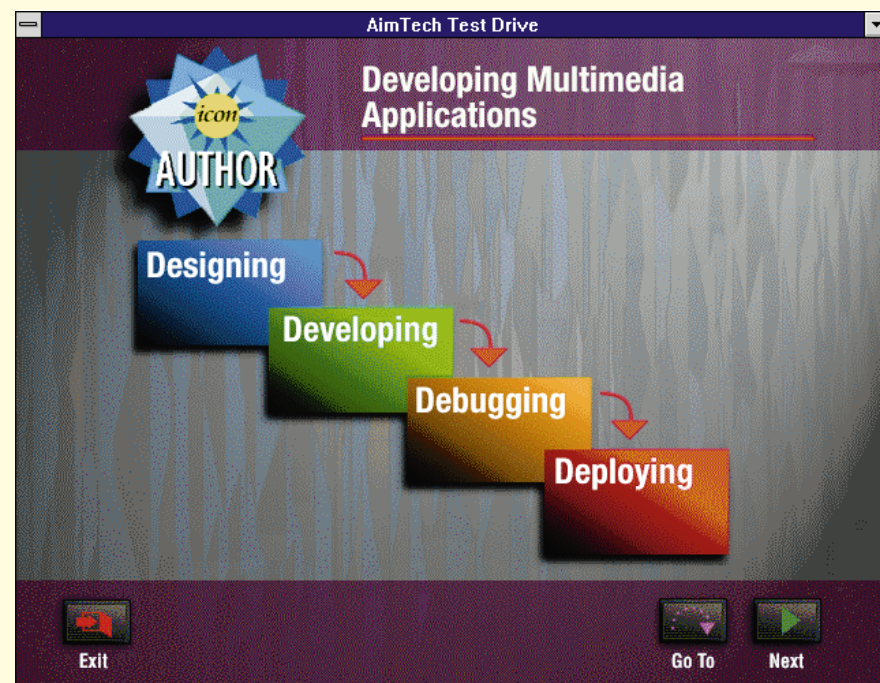 AimTech Test Drive
Developing Multimedia
Applications
icon
AUTHOR
Designing
Developing
Debugging
Deploying
Exit
Go To
Next